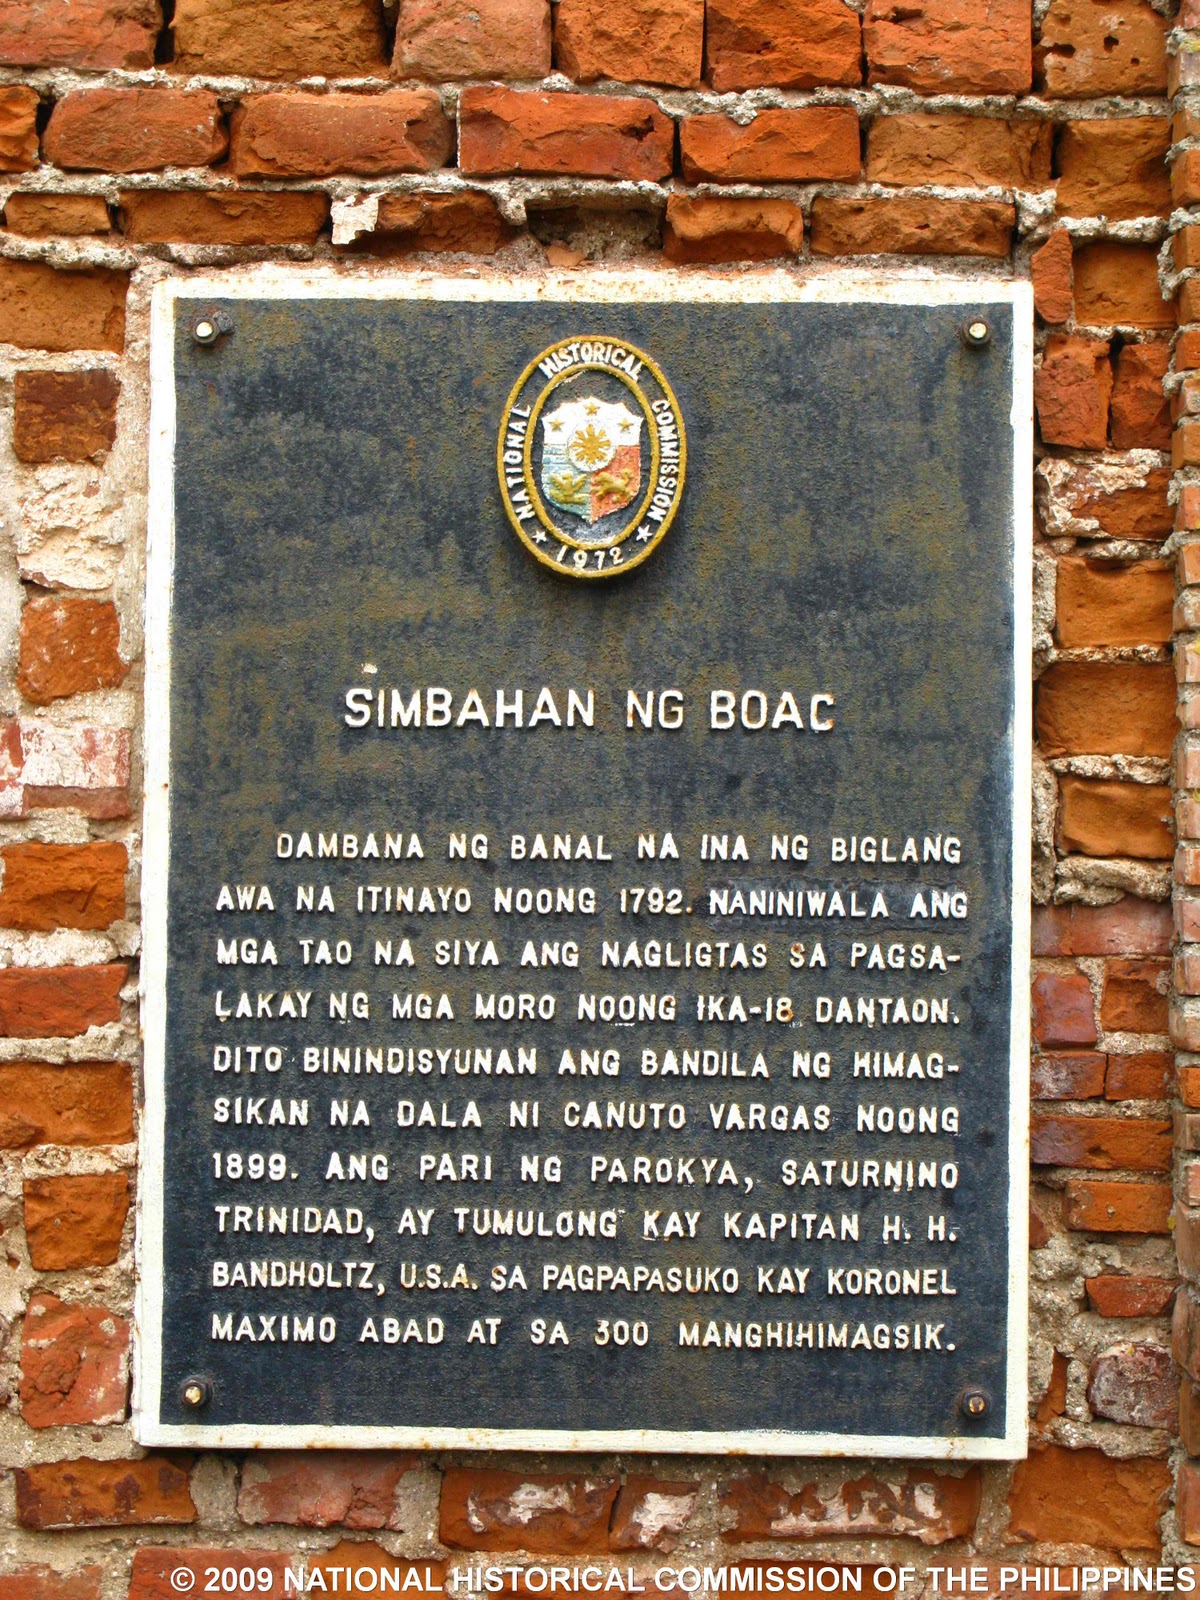 NATIONAL HISTORICAL COMMISSION
1972
SIMBAHAN NG BOAC
DAMBANA NG BANAL NA INA NG BIGLANG
AWA NA ITINAYO NOONG 1792. NANINIWALA ANG
MGA TAO NA SIYA ANG NAGLIGTAS SA PAGSA-
LAKAY NG MGA MORO NOONG IKA-18 DANTAON.
DITO BININDISYUNAN ANG BANDILA NG HIMAG-
SIKAN NA DALA NI CANUTO VARGAS NOONG
1899. ANG PARI NG PAROKYA, SATURNINO
TRINIDAD, AY TUMULONG KAY KAPITAN H. H.
BANDHOLTZ, U.S.A. SA PAGPAPASUKO KAY KORONEL
MAXIMO ABAD AT SA 300 MANGHIHIMAGSIK.
© 2009 NATIONAL HISTORICAL COMMISSION OF THE PHILIPPINES